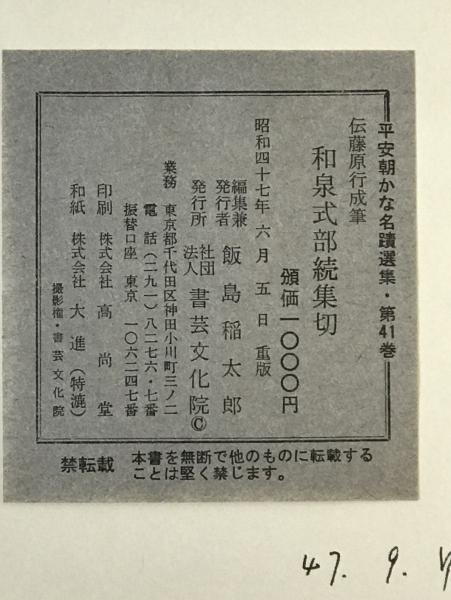 平安朝かな名蹟選集・第41巻
伝藤原行成筆
和泉式部続集切
頒価一〇〇〇円
昭和四十七年六月五日 重版
編集兼発行者 飯島稲太郎
発行所 社団法人 書芸文化院©
業務 東京都千代田区神田小川町三ノ二
電話(二九一)八二七六・七番
振替口座 東京 一〇六二四七番
印刷 株式会社 高尚堂
和紙 株式会社 大進(特漉)
撮影権・書芸文化院
禁転載 本書を無断で他のものに転載する
ことは堅く禁じます。
47. 9.